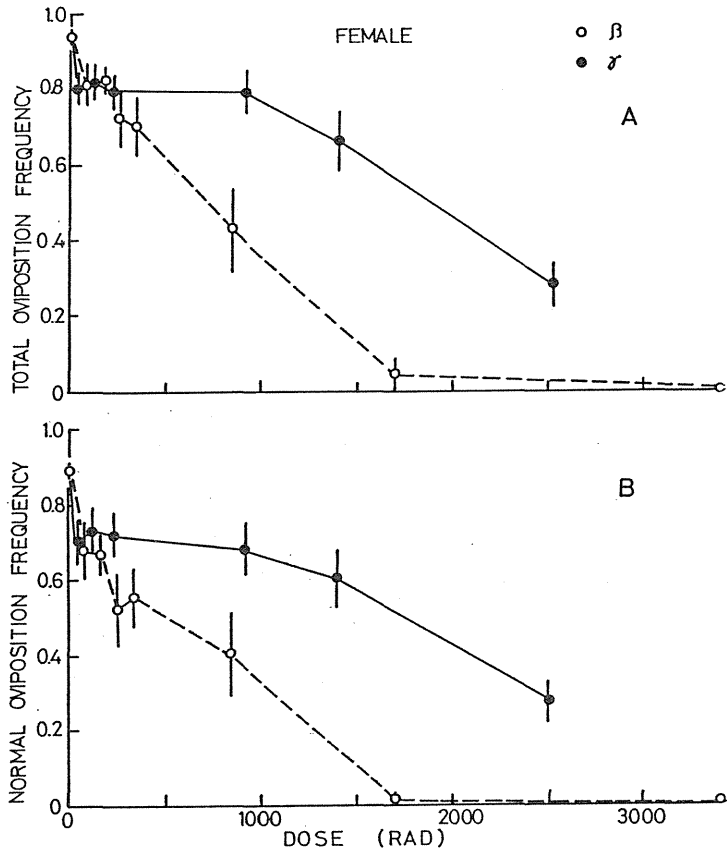 FEMALE
β
γ
A
TOTAL OVIPOSITION FREQUENCY
1.0
0.8
0.6
0.4
0.2
0
B
NORMAL OVIPOSITION FREQUENCY
1.0
0.8
0.6
0.4
0.2
0
0 1000 2000 3000
DOSE (RAD)